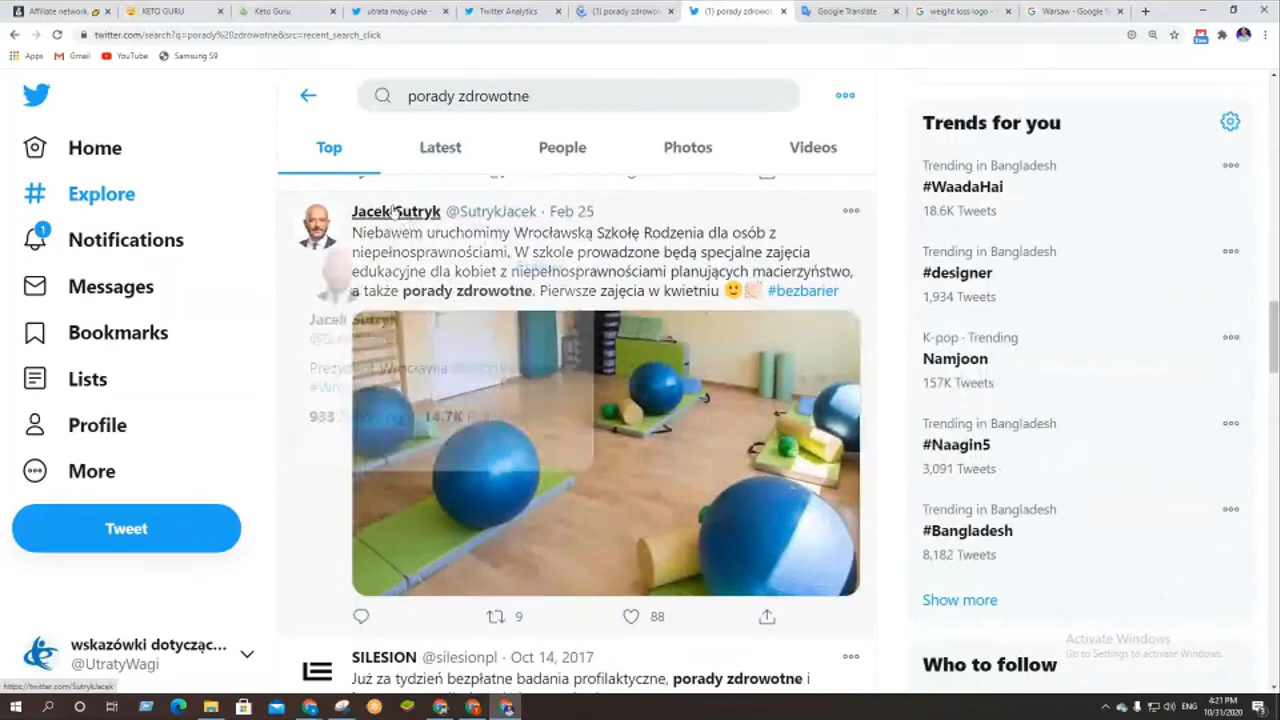 Affiliate network.
KETO GURU
Keto Guru
utrata masy ciała -
Twitter Analytics
(1) porady zdrowotn
(1) porady zdrowot
Google Translate
weight loss logo -
Warsaw - Google S
twitter.com/search?q=porady%20zdrowotne&src=recent_search_click
Apps
Gmail
YouTube
Samsung S9
porady zdrowotne
Top
Latest
People
Photos
Videos
Home
Explore
1
Notifications
Messages
Bookmarks
Lists
Profile
More
Tweet
wskazówki dotycząc...
@UtratyWagi
https://twitter.com/SutrykJacek
Jacek Sutryk @SutrykJacek · Feb 25
Niebawem uruchomimy Wrocławską Szkołę Rodzenia dla osób z
niepełnosprawnościami. W szkole prowadzone będą specjalne zajęcia
edukacyjne dla kobiet z niepełnosprawnościami planujących macierzyństwo,
a także porady zdrowotne. Pierwsze zajęcia w kwietniu 🙂👏🏻 #bezbarier
Jacek Sutryk
Prezydent Wrocławia
933
14.7K
9
88
SILESION @silesionpl · Oct 14, 2017
Już za tydzień bezpłatne badania profilaktyczne, porady zdrowotne i
Trends for you
Trending in Bangladesh
#WaadaHai
18.6K Tweets
Trending in Bangladesh
#designer
1,934 Tweets
K-pop · Trending
Namjoon
157K Tweets
Trending in Bangladesh
#Naagin5
3,091 Tweets
Trending in Bangladesh
#Bangladesh
8,182 Tweets
Show more
Activate Windows
Go to Settings to activate Windows.
Who to follow
4:21 PM
10/31/2020